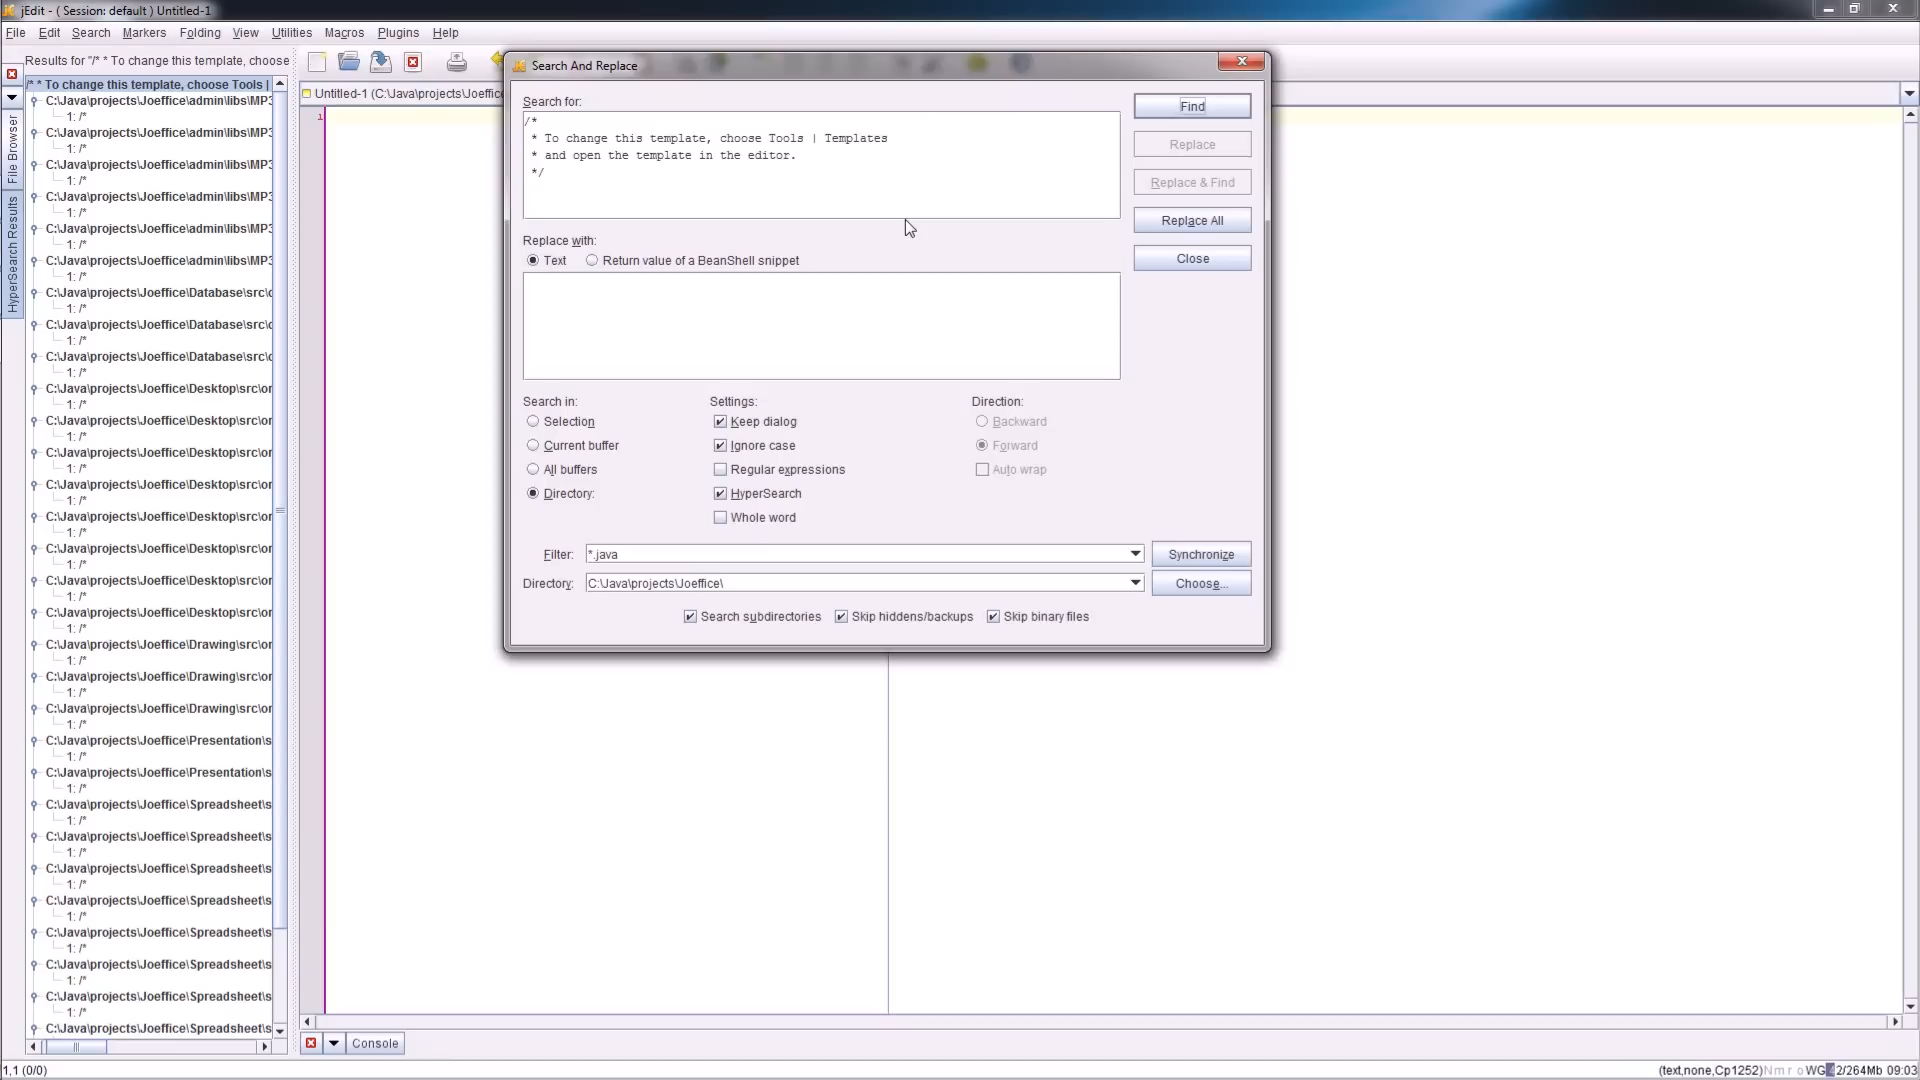 jEdit - ( Session: default ) Untitled-1
File Edit Search Markers Folding View Utilities Macros Plugins Help
Results for "/* * To change this template, choose
/* * To change this template, choose Tools |
C:\Java\projects\Joeffice\admin\libs\MP3
1: /*
C:\Java\projects\Joeffice\admin\libs\MP3
1: /*
C:\Java\projects\Joeffice\admin\libs\MP3
1: /*
C:\Java\projects\Joeffice\admin\libs\MP3
1: /*
C:\Java\projects\Joeffice\admin\libs\MP3
1: /*
C:\Java\projects\Joeffice\admin\libs\MP3
1: /*
C:\Java\projects\Joeffice\Database\src\o
1: /*
C:\Java\projects\Joeffice\Database\src\o
1: /*
C:\Java\projects\Joeffice\Database\src\o
1: /*
C:\Java\projects\Joeffice\Desktop\src\or
1: /*
C:\Java\projects\Joeffice\Desktop\src\or
1: /*
C:\Java\projects\Joeffice\Desktop\src\or
1: /*
C:\Java\projects\Joeffice\Desktop\src\or
1: /*
C:\Java\projects\Joeffice\Desktop\src\or
1: /*
C:\Java\projects\Joeffice\Desktop\src\or
1: /*
C:\Java\projects\Joeffice\Desktop\src\or
1: /*
C:\Java\projects\Joeffice\Desktop\src\or
1: /*
C:\Java\projects\Joeffice\Drawing\src\or
1: /*
C:\Java\projects\Joeffice\Drawing\src\or
1: /*
C:\Java\projects\Joeffice\Drawing\src\or
1: /*
C:\Java\projects\Joeffice\Presentation\s
1: /*
C:\Java\projects\Joeffice\Presentation\s
1: /*
C:\Java\projects\Joeffice\Spreadsheet\s
1: /*
C:\Java\projects\Joeffice\Spreadsheet\s
1: /*
C:\Java\projects\Joeffice\Spreadsheet\s
1: /*
C:\Java\projects\Joeffice\Spreadsheet\s
1: /*
C:\Java\projects\Joeffice\Spreadsheet\s
1: /*
C:\Java\projects\Joeffice\Spreadsheet\s
1: /*
C:\Java\projects\Joeffice\Spreadsheet\s
1: /*
C:\Java\projects\Joeffice\Spreadsheet\s
File Browser
HyperSearch Results
Untitled-1 (C:\Java\projects\Joeffice
1
Search And Replace
Search for:
/*
* To change this template, choose Tools | Templates
* and open the template in the editor.
*/
Find
Replace
Replace & Find
Replace All
Close
Replace with:
Text Return value of a BeanShell snippet
Search in: Settings: Direction:
Selection Keep dialog Backward
Current buffer Ignore case Forward
All buffers Regular expressions Auto wrap
Directory: HyperSearch
Whole word
Filter: *.java Synchronize
Directory: C:\Java\projects\Joeffice\ Choose...
Search subdirectories Skip hiddens/backups Skip binary files
Console
1,1 (0/0)
(text,none,Cp1252)N m r o WG 42/264Mb 09:03